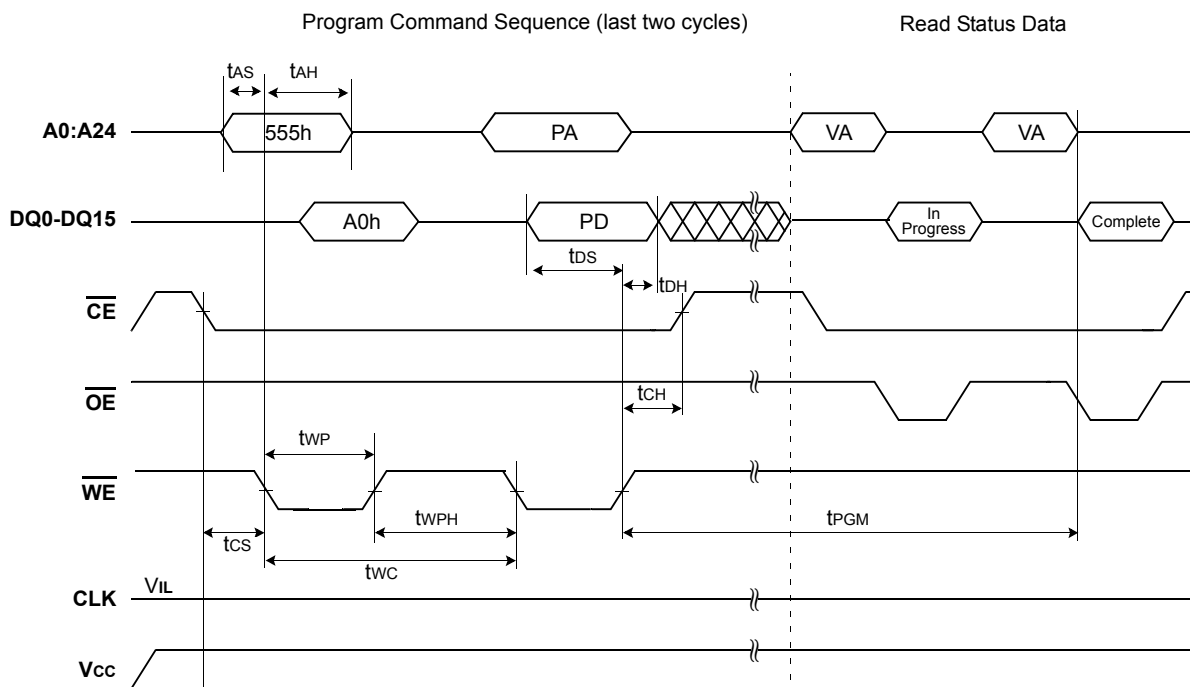 Program Command Sequence (last two cycles) Read Status Data
tAS tAH
A0:A24 555h PA VA VA
DQ0-DQ15 A0h PD In Progress Complete
tDS
tDH
CE
OE
tCH
tWP
WE
tWPH tPGM
tCS
tWC
CLK VIL
Vcc